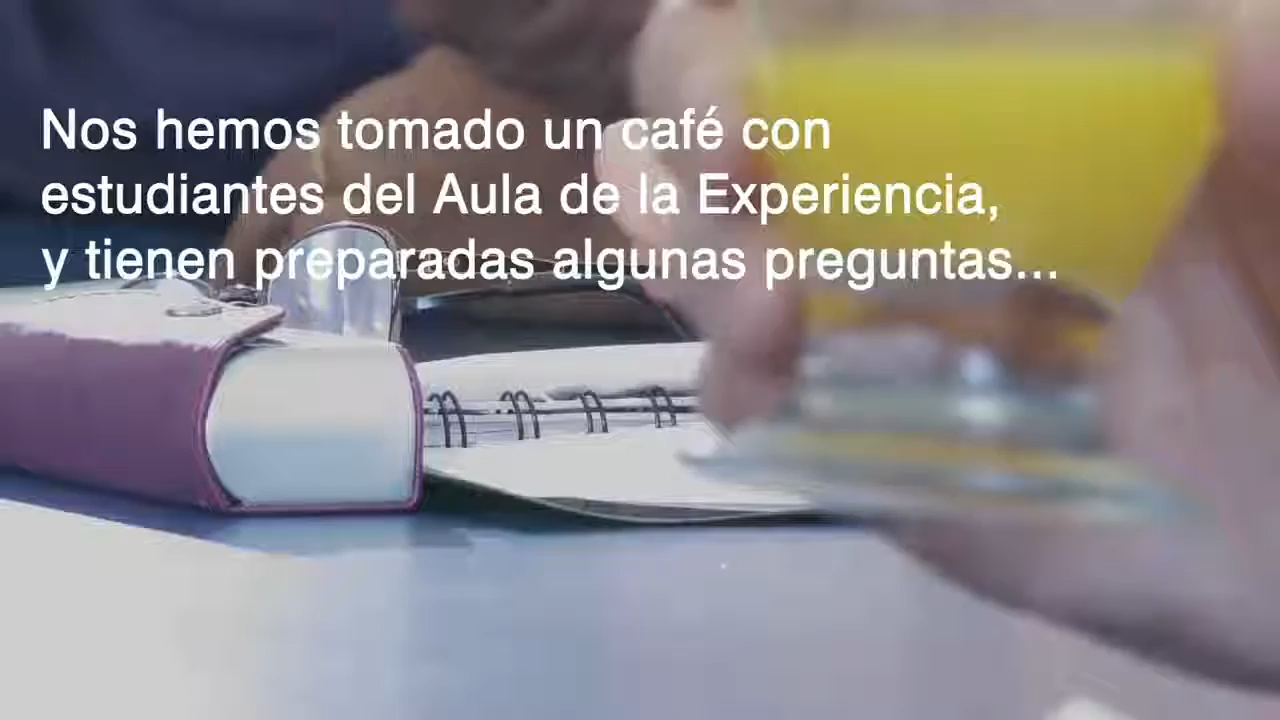 Nos hemos tomado un café con
estudiantes del Aula de la Experiencia,
y tienen preparadas algunas preguntas...